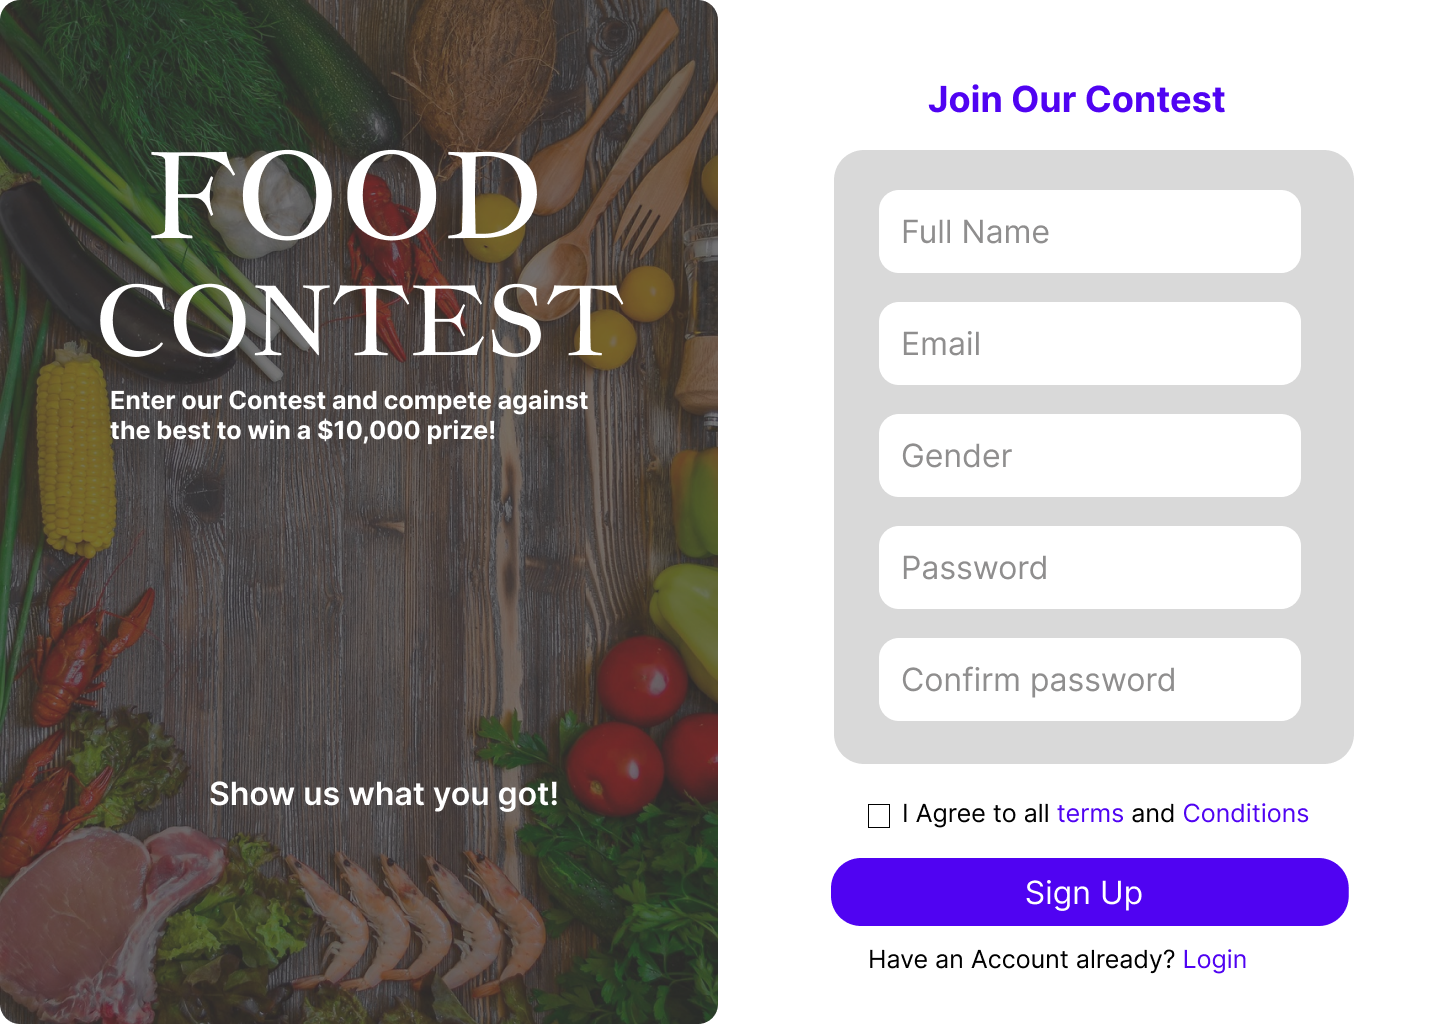 FOOD
CONTEST
Enter our Contest and compete against
the best to win a $10,000 prize!
Show us what you got!
Join Our Contest
Full Name
Email
Gender
Password
Confirm password
I Agree to all terms and Conditions
Sign Up
Have an Account already? Login